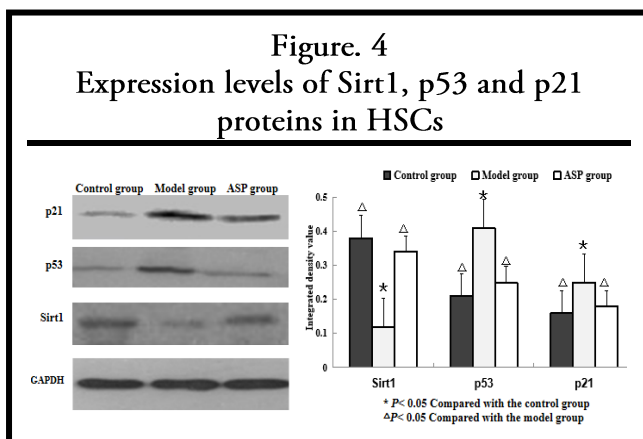 Figure. 4
Expression levels of Sirt1, p53 and p21
proteins in HSCs
Control group Model group ASP group
p21
p53
Sirt1
GAPDH
Control group Model group ASP group
Integrated density value
0.5
0.4
0.3
0.2
0.1
0
△ * △
△ * △
△ * △
Sirt1 p53 p21
* P< 0.05 Compared with the control group
△P< 0.05 Compared with the model group